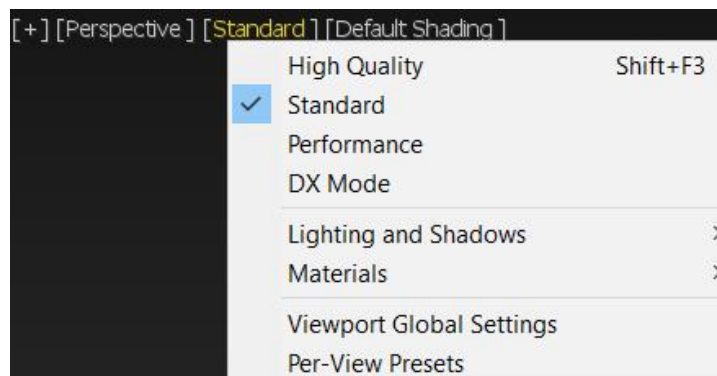 [+] [Perspective ] [Standard ] [Default Shading ]
High Quality Shift+F3
Standard
Performance
DX Mode
Lighting and Shadows
Materials
Viewport Global Settings
Per-View Presets